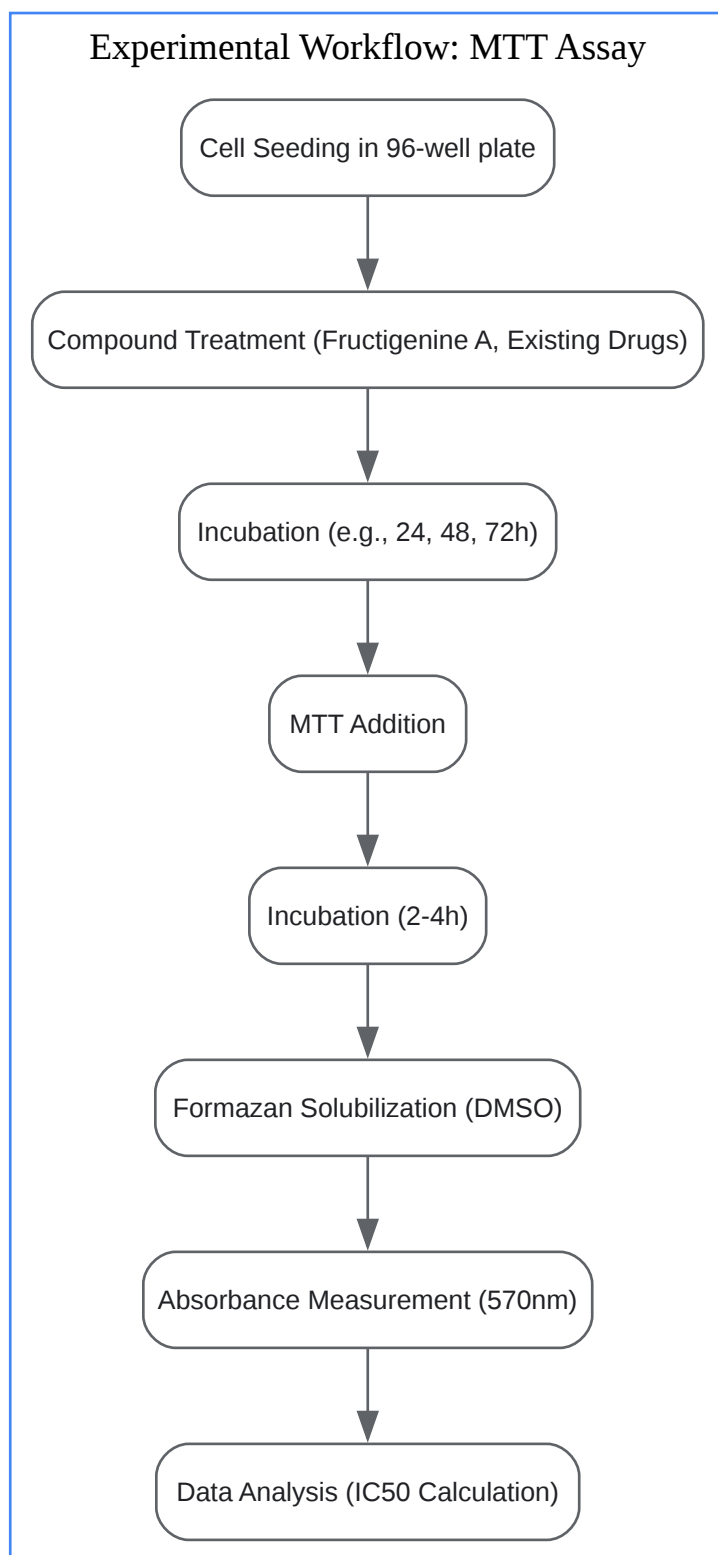 Experimental Workflow: MTT Assay
Cell Seeding in 96-well plate
Compound Treatment (Fructigenine A, Existing Drugs)
Incubation (e.g., 24, 48, 72h)
MTT Addition
Incubation (2-4h)
Formazan Solubilization (DMSO)
Absorbance Measurement (570nm)
Data Analysis (IC50 Calculation)